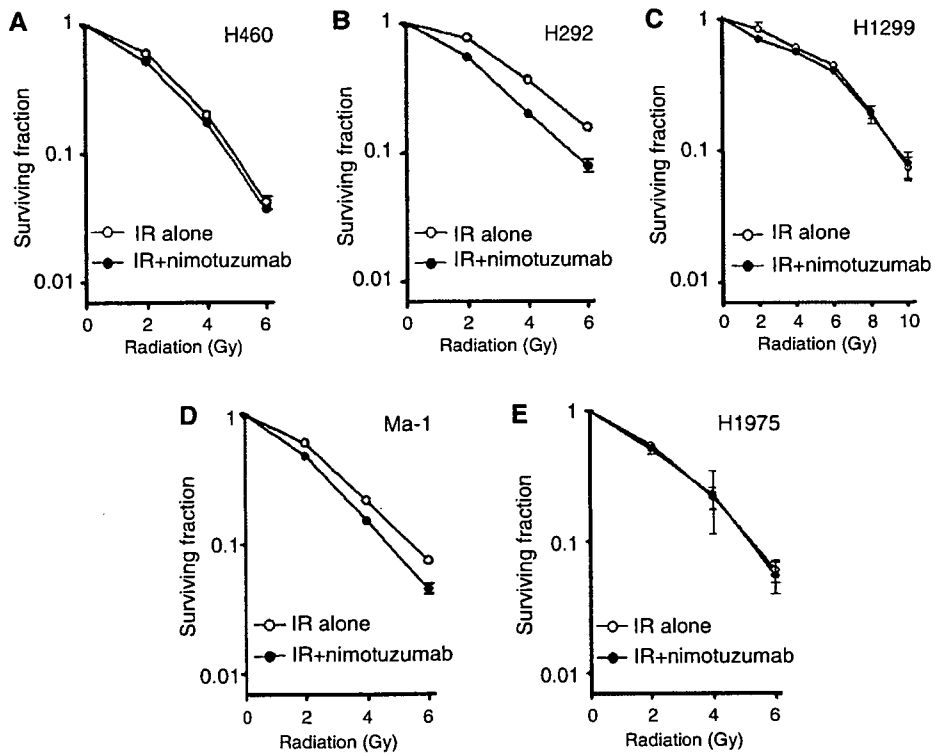 A
H460
1
0.1
0.01
Surviving fraction
IR alone
IR+nimotuzumab
0 2 4 6
Radiation (Gy)
B
H292
1
0.1
0.01
Surviving fraction
IR alone
IR+nimotuzumab
0 2 4 6
Radiation (Gy)
C
H1299
1
0.1
0.01
Surviving fraction
IR alone
IR+nimotuzumab
0 2 4 6 8 10
Radiation (Gy)
D
Ma-1
1
0.1
0.01
Surviving fraction
IR alone
IR+nimotuzumab
0 2 4 6
Radiation (Gy)
E
H1975
1
0.1
0.01
Surviving fraction
IR alone
IR+nimotuzumab
0 2 4 6
Radiation (Gy)